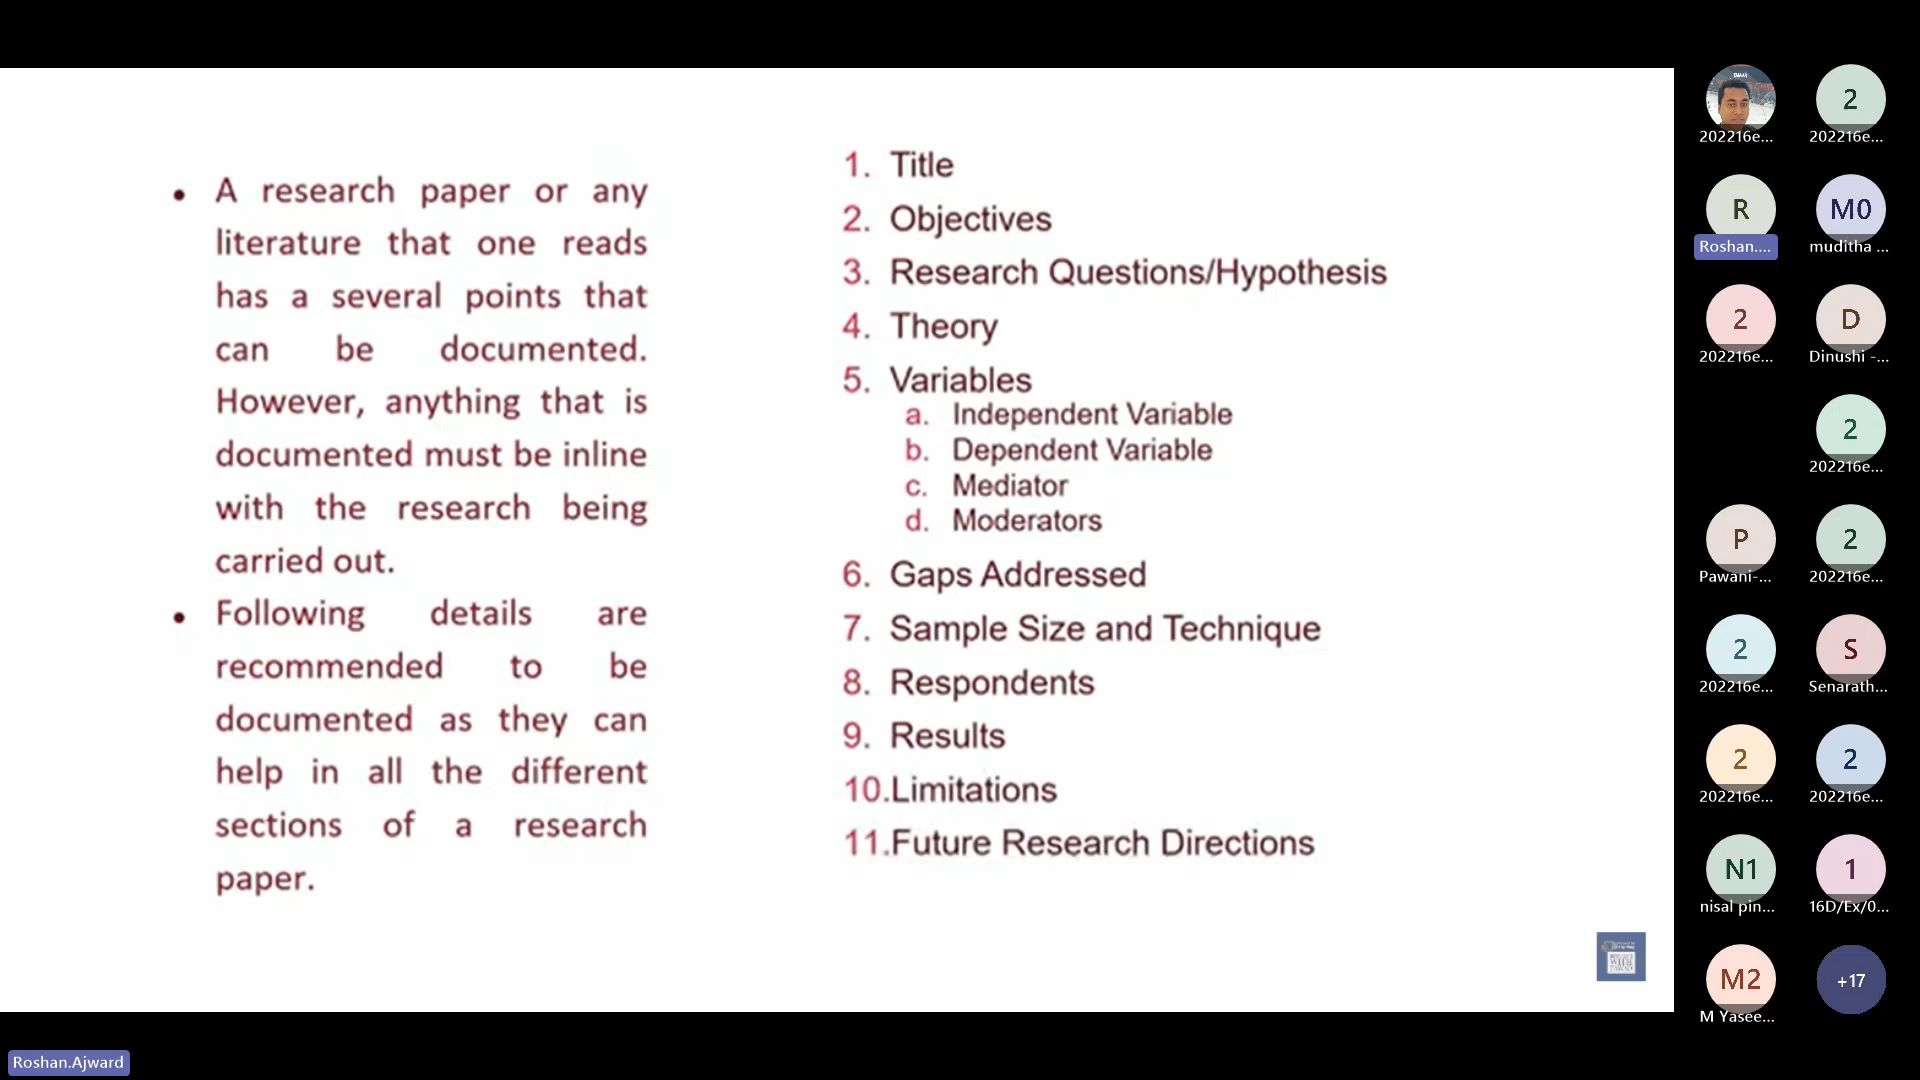 A research paper or any
literature that one reads
has a several points that
can be documented.
However, anything that is
documented must be inline
with the research being
carried out.
Following details are
recommended to be
documented as they can
help in all the different
sections of a research
paper.
1. Title
2. Objectives
3. Research Questions/Hypothesis
4. Theory
5. Variables
a. Independent Variable
b. Dependent Variable
c. Mediator
d. Moderators
6. Gaps Addressed
7. Sample Size and Technique
8. Respondents
9. Results
10.Limitations
11.Future Research Directions
2
202216e... 202216e...
R M0
Roshan.... muditha ...
2 D
202216e... Dinushi -...
2
202216e...
P 2
Pawani-... 202216e...
2 S
202216e... Senarath...
2 2
202216e... 202216e...
N1 1
nisal pin... 16D/Ex/0...
M2 +17
M Yasee...
Roshan.Ajward